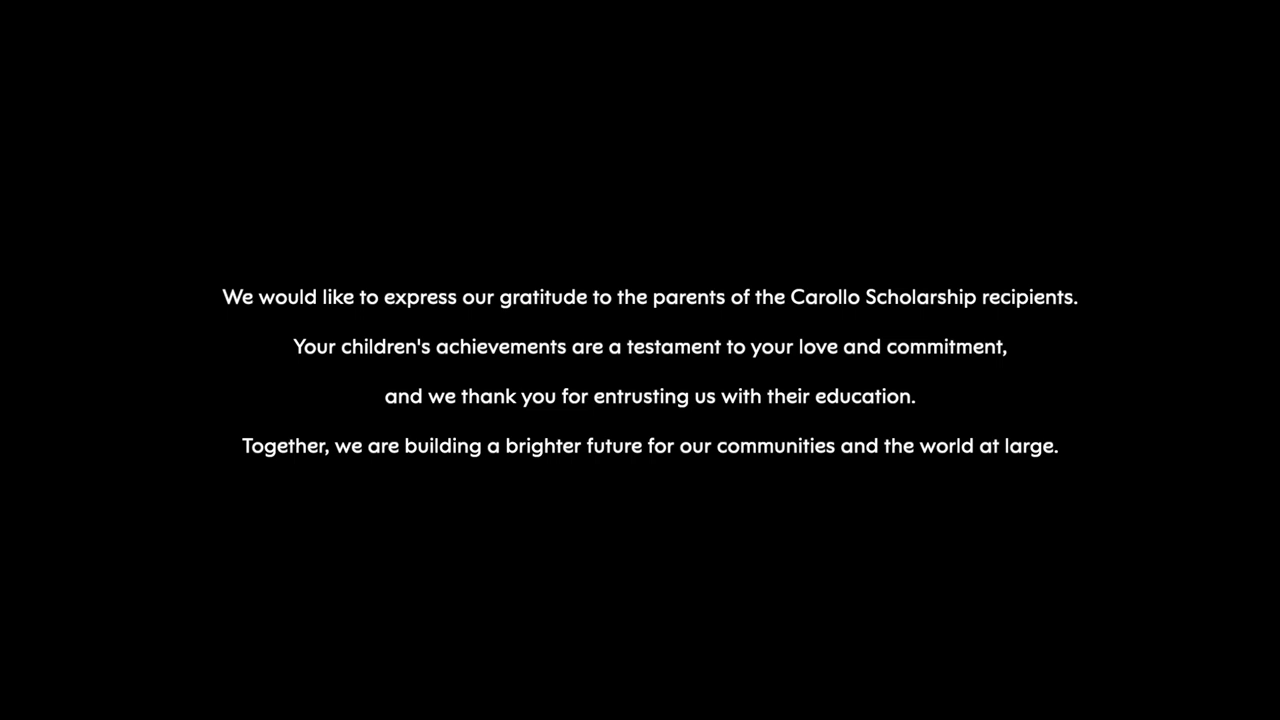 We would like to express our gratitude to the parents of the Carollo Scholarship recipients.
Your children's achievements are a testament to your love and commitment,
and we thank you for entrusting us with their education.
Together, we are building a brighter future for our communities and the world at large.